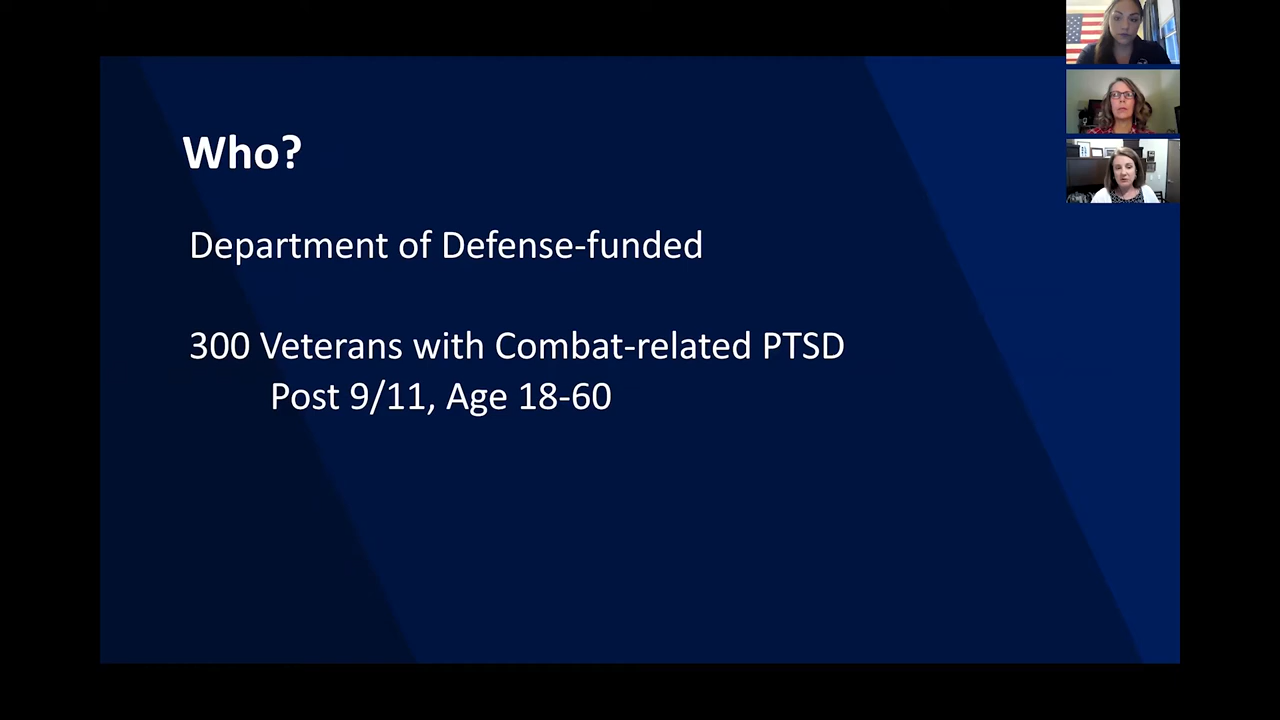 Who?
Department of Defense-funded
300 Veterans with Combat-related PTSD
Post 9/11, Age 18-60